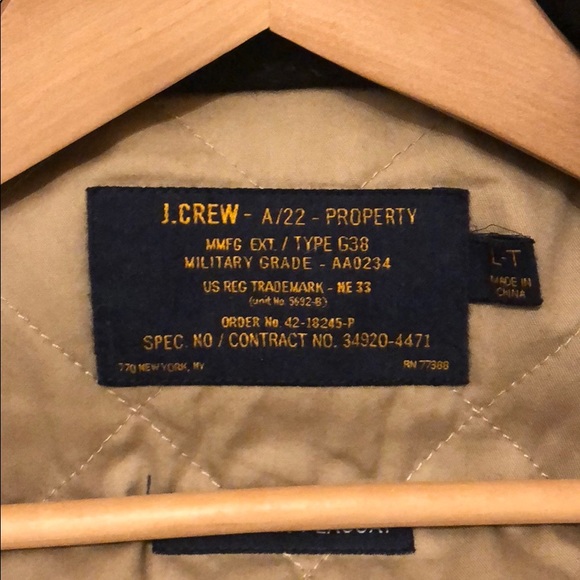 J.CREW - A/22 - PROPERTY
MMFG EXT. / TYPE G38
MILITARY GRADE - AA0234
US REG TRADEMARK - NE 33
(unit No 5692-B)
ORDER No. 42-18245-P
SPEC. NO / CONTRACT NO. 34920-4471
770 NEW YORK, NY RN 77388
L-T
MADE IN
CHINA